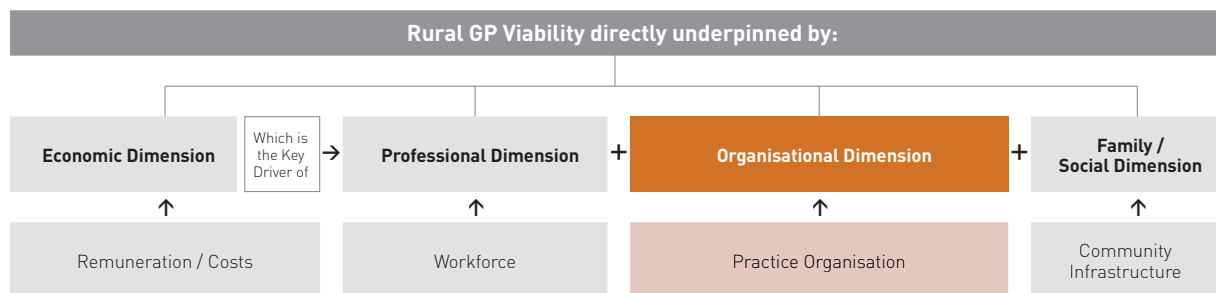 Rural GP Viability directly underpinned by:
Economic Dimension
Which is
the Key
Driver of
→
Professional Dimension
+
Organisational Dimension
+
Family /
Social Dimension
Remuneration / Costs
Workforce
Practice Organisation
Community
Infrastructure